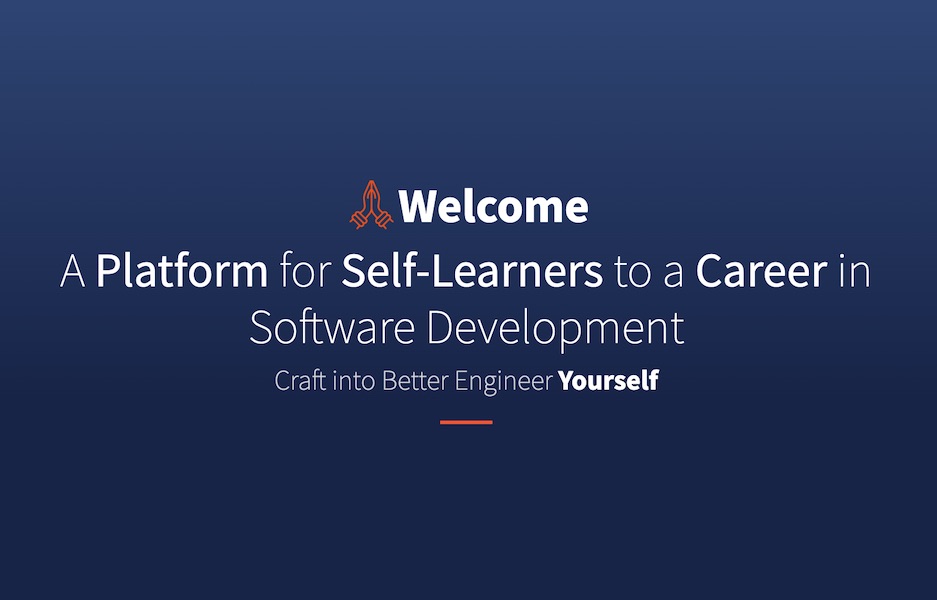 Welcome
A Platform for Self-Learners to a Career in
Software Development
Craft into Better Engineer Yourself